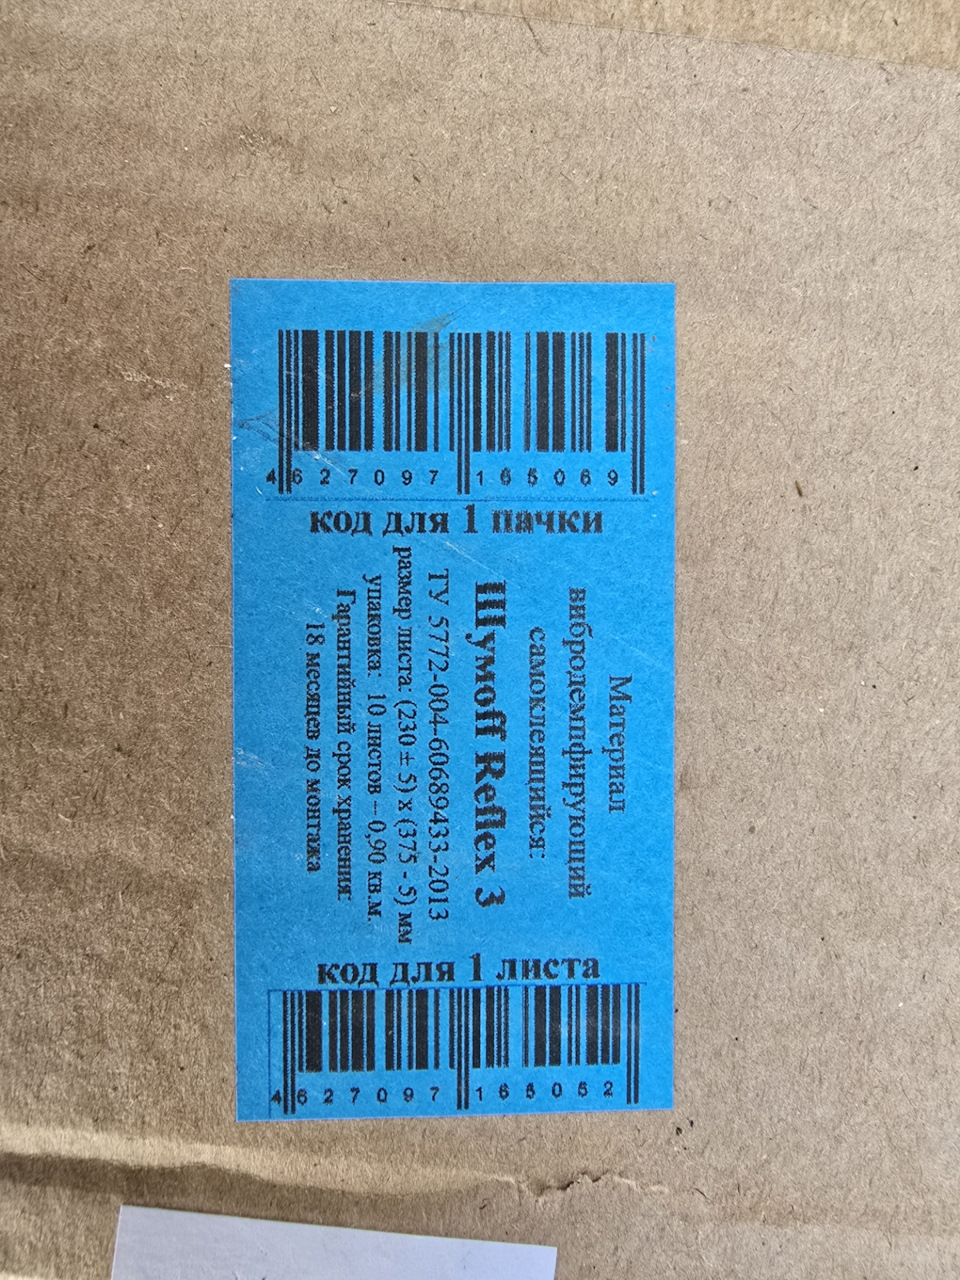 4 627097 165069
код для 1 пачки
Материал
вибродемпфирующий
самоклеящийся:
Шумоff Reflex 3
ТУ 5772-004-60689433-2013
размер листа: (230 ± 5) х (375 - 5) мм
упаковка: 10 листов – 0,90 кв.м.
Гарантийный срок хранения:
18 месяцев до монтажа
код для 1 листа
4 627097 165052